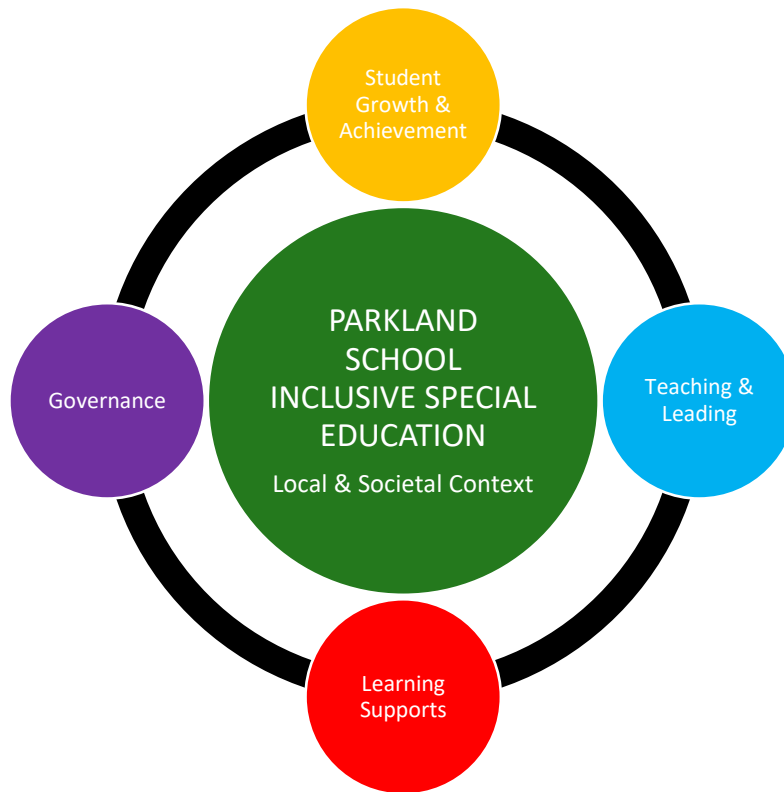 Student
Growth &
Achievement
PARKLAND
SCHOOL
INCLUSIVE SPECIAL
EDUCATION
Local & Societal Context
Governance
Teaching &
Leading
Learning
Supports